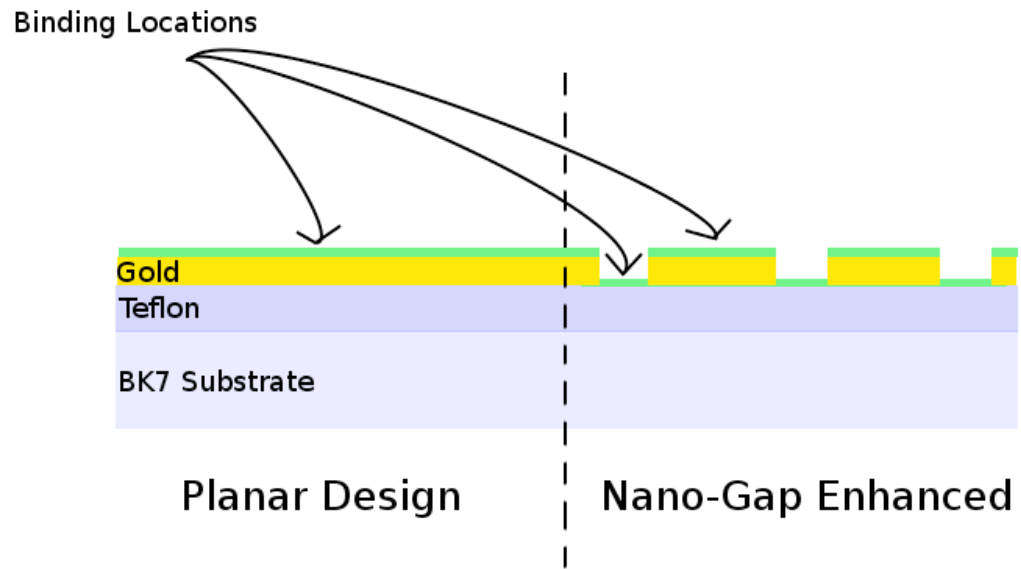 Binding Locations
Gold
Teflon
BK7 Substrate
Planar Design
Nano-Gap Enhanced